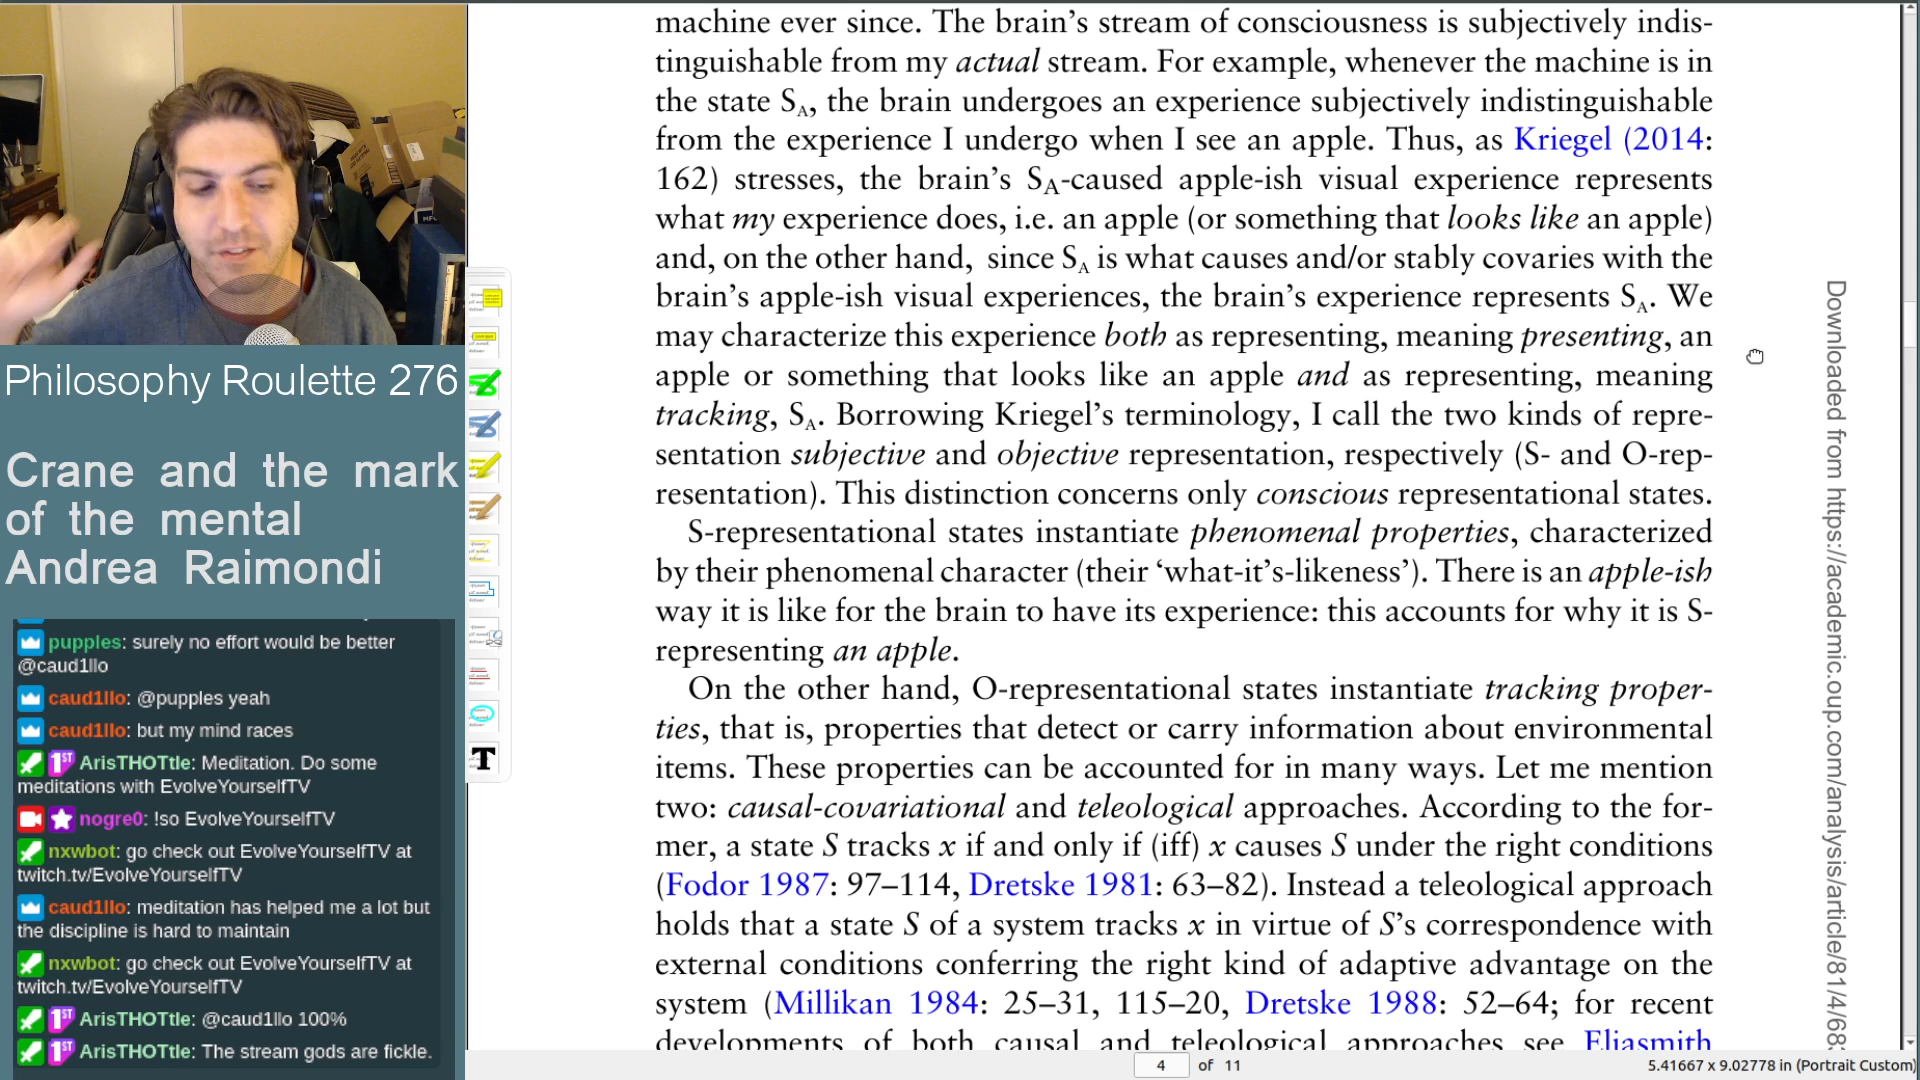 machine ever since. The brain’s stream of consciousness is subjectively indis-
tinguishable from my actual stream. For example, whenever the machine is in
the state SA, the brain undergoes an experience subjectively indistinguishable
from the experience I undergo when I see an apple. Thus, as Kriegel (2014:
162) stresses, the brain’s SA-caused apple-ish visual experience represents
what my experience does, i.e. an apple (or something that looks like an apple)
and, on the other hand, since SA is what causes and/or stably covaries with the
brain’s apple-ish visual experiences, the brain’s experience represents SA. We
may characterize this experience both as representing, meaning presenting, an
apple or something that looks like an apple and as representing, meaning
tracking, SA. Borrowing Kriegel’s terminology, I call the two kinds of repre-
sentation subjective and objective representation, respectively (S- and O-rep-
resentation). This distinction concerns only conscious representational states.
S-representational states instantiate phenomenal properties, characterized
by their phenomenal character (their ‘what-it’s-likeness’). There is an apple-ish
way it is like for the brain to have its experience: this accounts for why it is S-
representing an apple.
On the other hand, O-representational states instantiate tracking proper-
ties, that is, properties that detect or carry information about environmental
items. These properties can be accounted for in many ways. Let me mention
two: causal-covariational and teleological approaches. According to the for-
mer, a state S tracks x if and only if (iff) x causes S under the right conditions
(Fodor 1987: 97–114, Dretske 1981: 63–82). Instead a teleological approach
holds that a state S of a system tracks x in virtue of S’s correspondence with
external conditions conferring the right kind of adaptive advantage on the
system (Millikan 1984: 25–31, 115–20, Dretske 1988: 52–64; for recent
developments of both causal and teleological approaches see Eliasmith
Downloaded from https://academic.oup.com/analysis/article/81/4/68
4 of 11
5.41667 x 9.02778 in (Portrait Custom)
T
Philosophy Roulette 276
Crane and the mark
of the mental
Andrea Raimondi
pupples: surely no effort would be better
@caud1llo
caud1llo: @pupples yeah
caud1llo: but my mind races
1ST ArisTHOTtle: Meditation. Do some
meditations with EvolveYourselfTV
nogre0: !so EvolveYourselfTV
nxwbot: go check out EvolveYourselfTV at
twitch.tv/EvolveYourselfTV
caud1llo: meditation has helped me a lot but
the discipline is hard to maintain
nxwbot: go check out EvolveYourselfTV at
twitch.tv/EvolveYourselfTV
1ST ArisTHOTtle: @caud1llo 100%
1ST ArisTHOTtle: The stream gods are fickle.